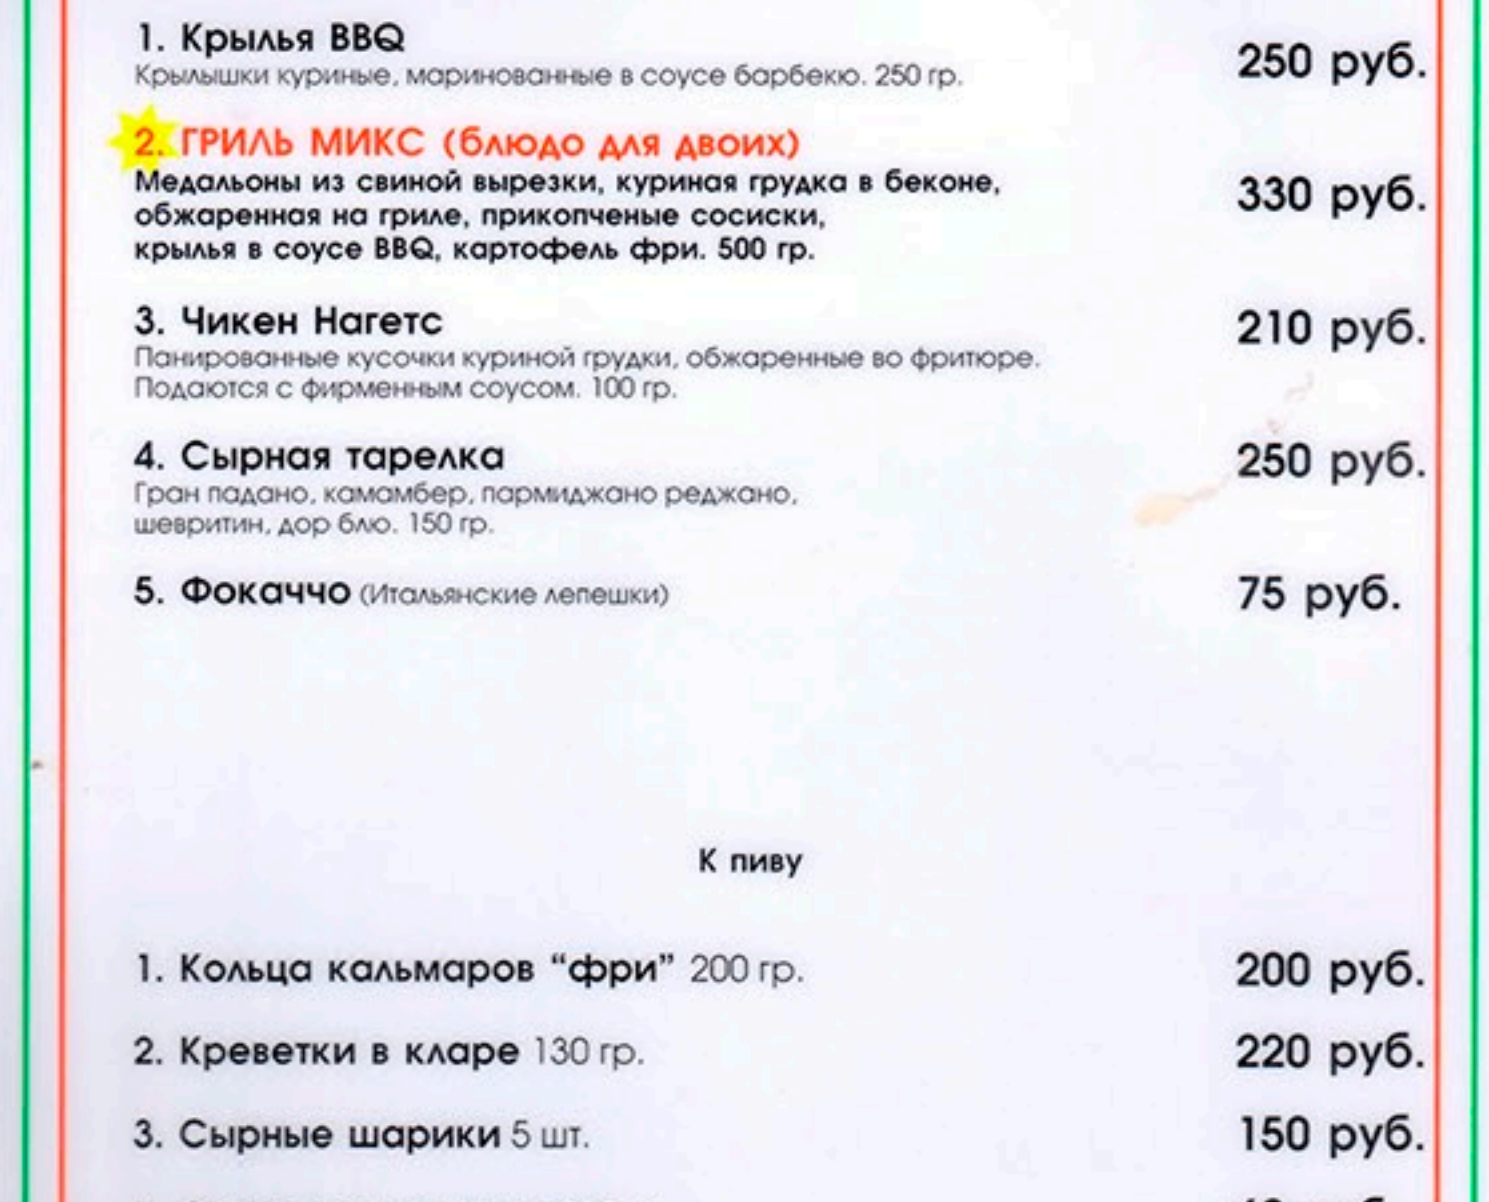 1. Крылья BBQ
250 руб.
Крылышки куриные, маринованные в соусе барбекю. 250 гр.
2. ГРИЛЬ МИКС (блюдо для двоих)
Медальоны из свиной вырезки, куриная грудка в беконе,
330 руб.
обжаренная на гриле, прикопченые сосиски,
крылья в соусе BBQ, картофель фри. 500 гр.
3. Чикен Нагетс
210 руб.
Панированные кусочки куриной грудки, обжаренные во фритюре.
Подаются с фирменным соусом. 100 гр.
4. Сырная тарелка
250 руб.
Гран падано, камамбер, пармиджано реджано,
шевритин, дор блю. 150 гр.
5. Фокаччо (Итальянские лепешки)
75 руб.
К пиву
1. Кольца кальмаров “фри” 200 гр.
200 руб.
2. Креветки в кларе 130 гр.
220 руб.
3. Сырные шарики 5 шт.
150 руб.